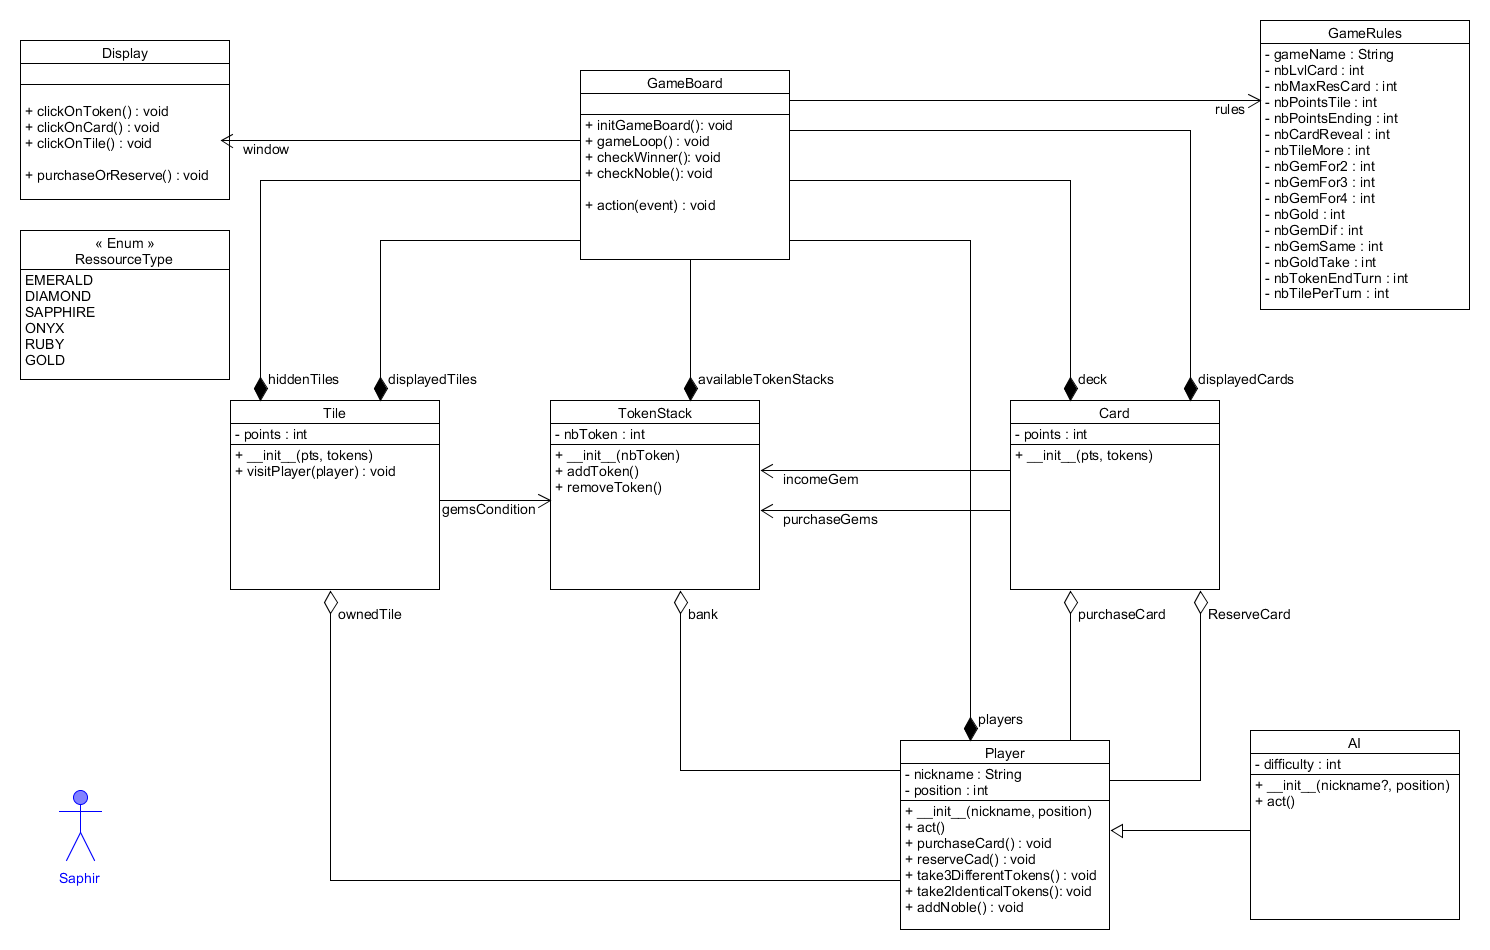 Display
+ clickOnToken() : void
+ clickOnCard() : void
+ clickOnTile() : void
+ purchaseOrReserve() : void
« Enum »
RessourceType
EMERALD
DIAMOND
SAPPHIRE
ONYX
RUBY
GOLD
window
GameBoard
+ initGameBoard(): void
+ gameLoop() : void
+ checkWinner(): void
+ checkNoble(): void
+ action(event) : void
rules
GameRules
- gameName : String
- nbLvlCard : int
- nbMaxResCard : int
- nbPointsTile : int
- nbPointsEnding : int
- nbCardReveal : int
- nbTileMore : int
- nbGemFor2 : int
- nbGemFor3 : int
- nbGemFor4 : int
- nbGold : int
- nbGemDif : int
- nbGemSame : int
- nbGoldTake : int
- nbTokenEndTurn : int
- nbTilePerTurn : int
hiddenTiles
displayedTiles
availableTokenStacks
deck
displayedCards
Tile
- points : int
+ __init__(pts, tokens)
+ visitPlayer(player) : void
gemsCondition
TokenStack
- nbToken : int
+ __init__(nbToken)
+ addToken()
+ removeToken()
incomeGem
purchaseGems
Card
- points : int
+ __init__(pts, tokens)
ownedTile
bank
purchaseCard
ReserveCard
players
Player
- nickname : String
- position : int
+ __init__(nickname, position)
+ act()
+ purchaseCard() : void
+ reserveCad() : void
+ take3DifferentTokens() : void
+ take2IdenticalTokens(): void
+ addNoble() : void
AI
- difficulty : int
+ __init__(nickname?, position)
+ act()
Saphir